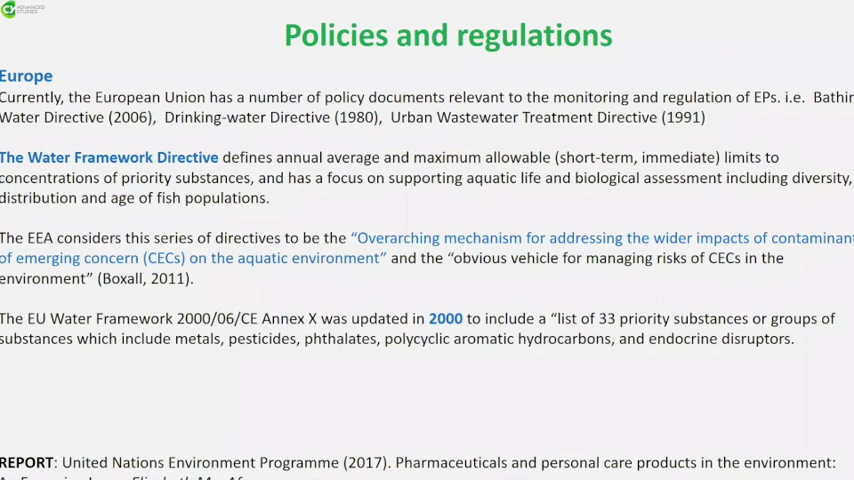 ADVANCED
STUDIES
Policies and regulations
Europe
Currently, the European Union has a number of policy documents relevant to the monitoring and regulation of EPs. i.e. Bathin
Water Directive (2006), Drinking-water Directive (1980), Urban Wastewater Treatment Directive (1991)
The Water Framework Directive defines annual average and maximum allowable (short-term, immediate) limits to
concentrations of priority substances, and has a focus on supporting aquatic life and biological assessment including diversity,
distribution and age of fish populations.
The EEA considers this series of directives to be the “Overarching mechanism for addressing the wider impacts of contaminant
of emerging concern (CECs) on the aquatic environment” and the “obvious vehicle for managing risks of CECs in the
environment” (Boxall, 2011).
The EU Water Framework 2000/06/CE Annex X was updated in 2000 to include a “list of 33 priority substances or groups of
substances which include metals, pesticides, phthalates, polycyclic aromatic hydrocarbons, and endocrine disruptors.
REPORT: United Nations Environment Programme (2017). Pharmaceuticals and personal care products in the environment: